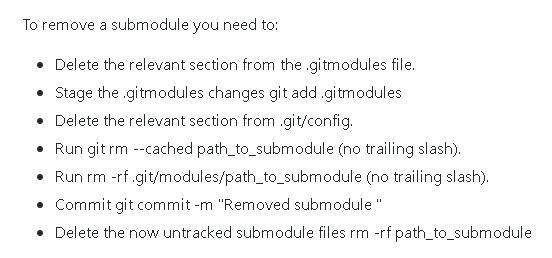 To remove a submodule you need to:
• Delete the relevant section from the .gitmodules file.
• Stage the .gitmodules changes git add .gitmodules
• Delete the relevant section from .git/config.
• Run git rm --cached path_to_submodule (no trailing slash).
• Run rm -rf .git/modules/path_to_submodule (no trailing slash).
• Commit git commit -m "Removed submodule "
• Delete the now untracked submodule files rm -rf path_to_submodule